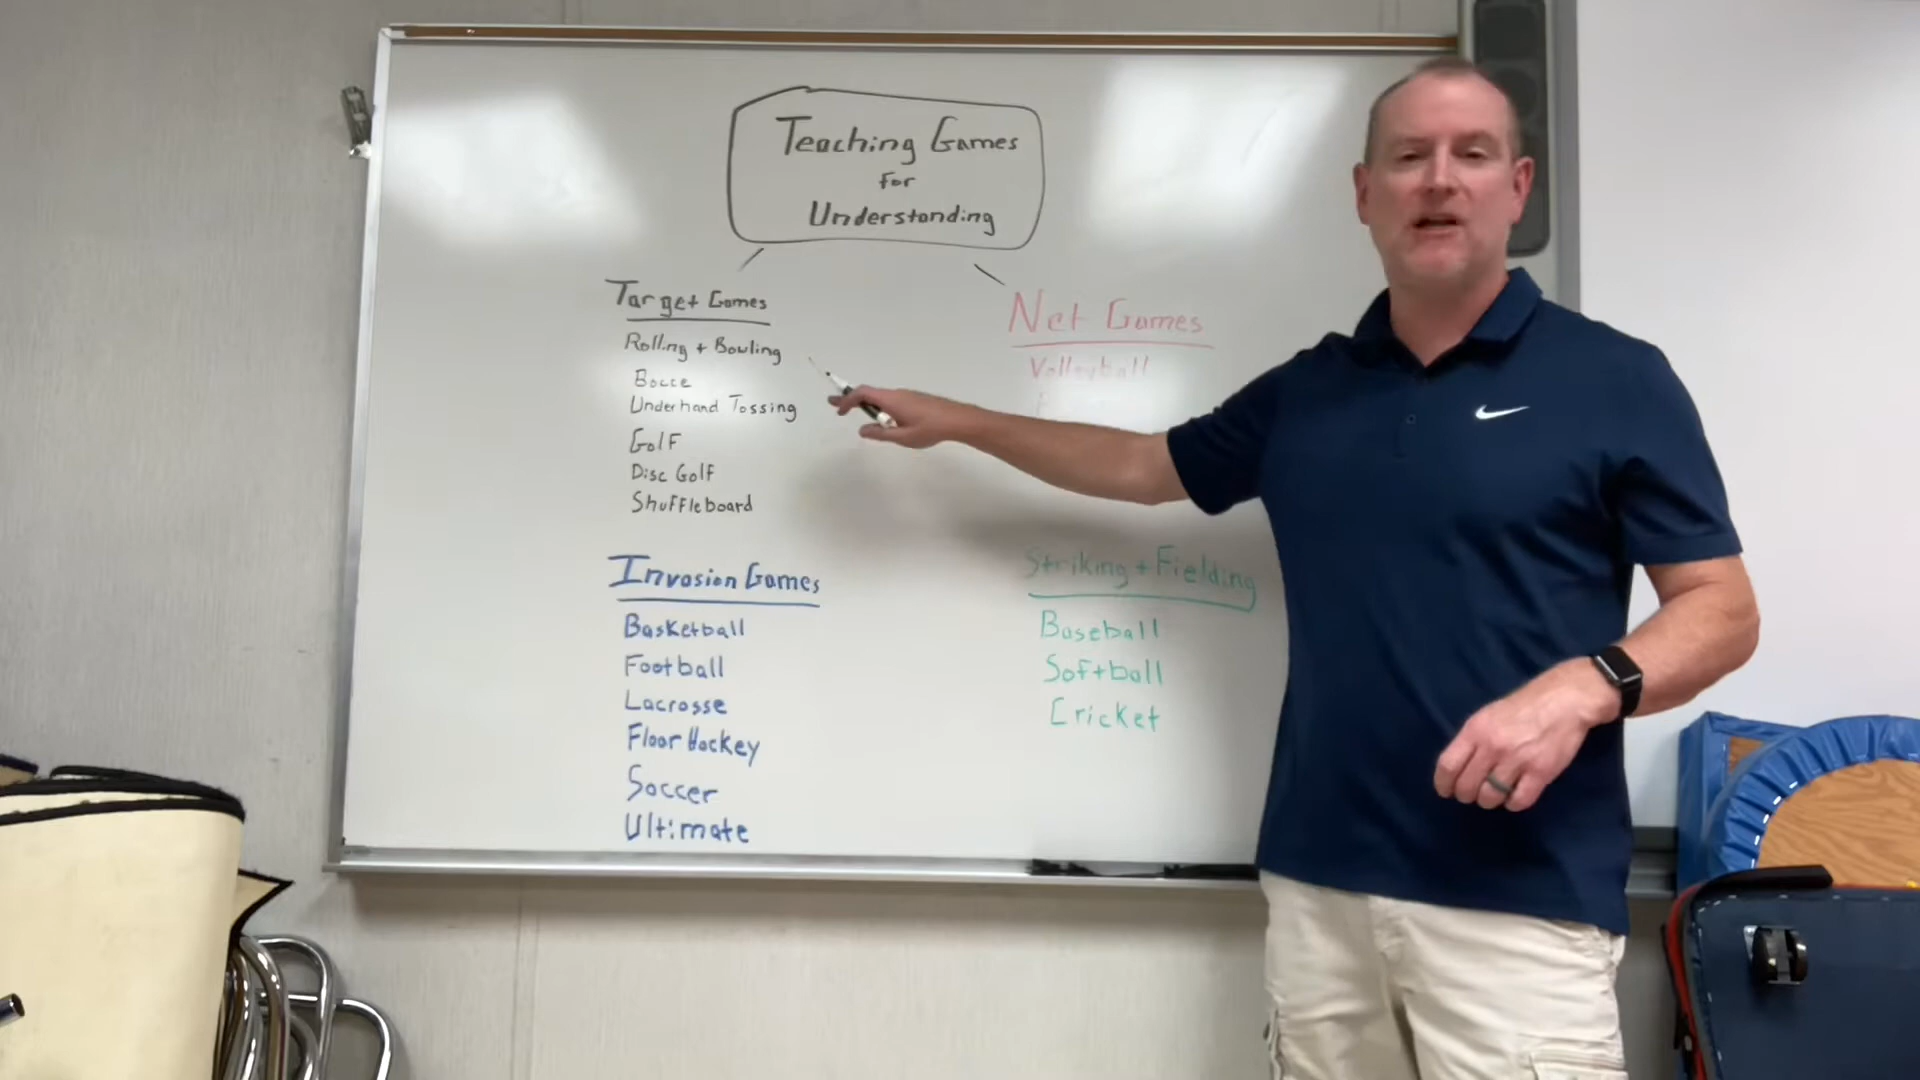 Teaching Games
For
Understanding
Target Games
Rolling + Bowling
Bocce
Underhand Tossing
Golf
Disc Golf
Shuffleboard
Net Games
Volleyball
Invasion Games
Basketball
Football
Lacrosse
Floor Hockey
Soccer
Ultimate
Striking + Fielding
Baseball
Softball
Cricket